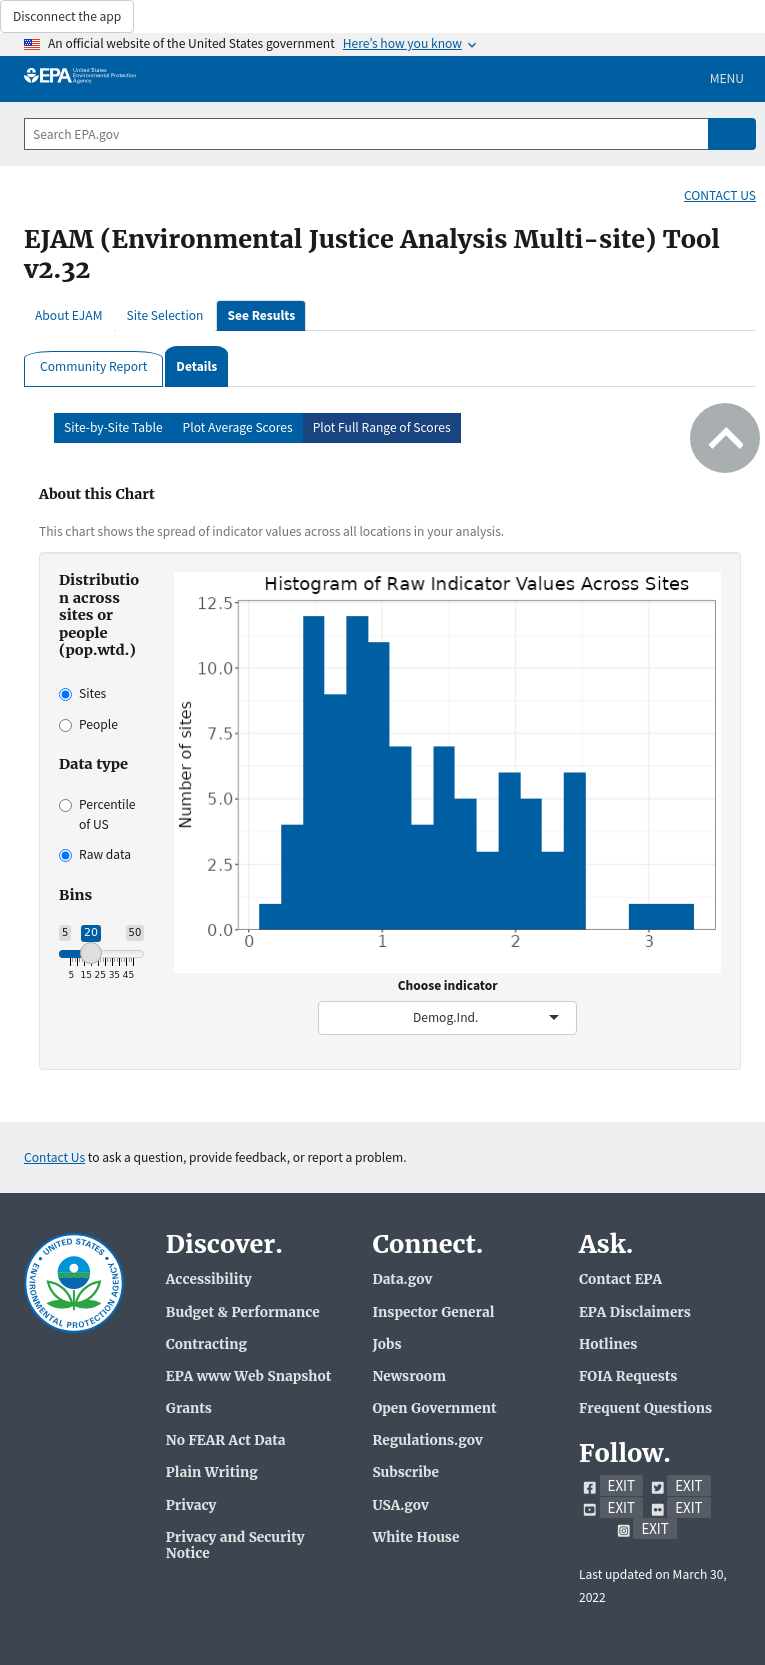 Disconnect the app
An official website of the United States government Here's how you know
EPA United States Environmental Protection Agency
MENU
Search EPA.gov
CONTACT US
EJAM (Environmental Justice Analysis Multi-site) Tool
v2.32
About EJAM Site Selection See Results
Community Report Details
Site-by-Site Table Plot Average Scores Plot Full Range of Scores
About this Chart
This chart shows the spread of indicator values across all locations in your analysis.
Distributio
n across
sites or
people
(pop.wtd.)
Sites
People
Data type
Percentile
of US
Raw data
Bins
5 20 50
5 15 25 35 45
Histogram of Raw Indicator Values Across Sites
Number of sites
12.5
10.0
7.5
5.0
2.5
0.0
0 1 2 3
Choose indicator
Demog.Ind.
Contact Us to ask a question, provide feedback, or report a problem.
UNITED STATES ENVIRONMENTAL PROTECTION AGENCY
Discover.
Accessibility
Budget & Performance
Contracting
EPA www Web Snapshot
Grants
No FEAR Act Data
Plain Writing
Privacy
Privacy and Security
Notice
Connect.
Data.gov
Inspector General
Jobs
Newsroom
Open Government
Regulations.gov
Subscribe
USA.gov
White House
Ask.
Contact EPA
EPA Disclaimers
Hotlines
FOIA Requests
Frequent Questions
Follow.
EXIT EXIT
EXIT EXIT
EXIT
Last updated on March 30,
2022